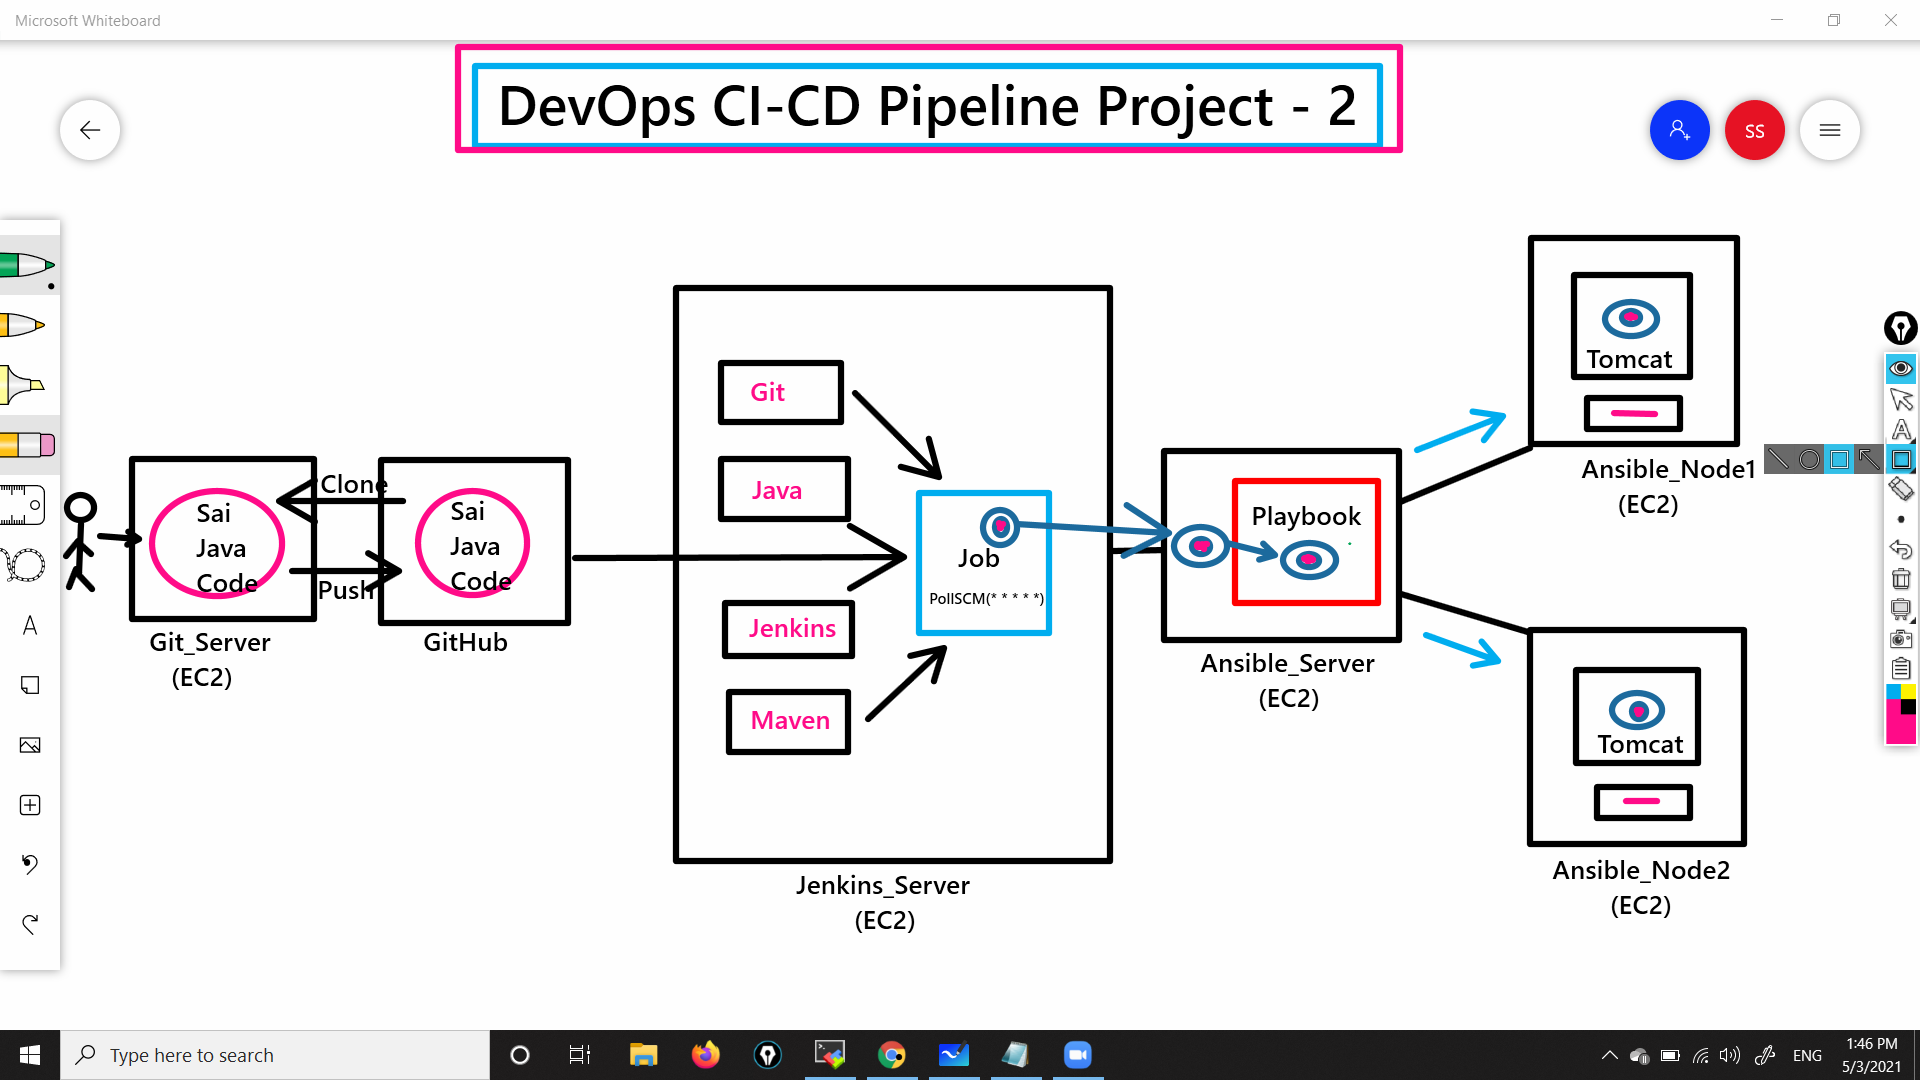 Microsoft Whiteboard
DevOps CI-CD Pipeline Project - 2
SS
Tomcat
Ansible_Node1
(EC2)
Git
Java
Jenkins
Maven
Job
PollSCM(* * * * *)
Jenkins_Server
(EC2)
Clone
Push
Sai
Java
Code
Git_Server
(EC2)
Sai
Java
Code
GitHub
Playbook
Ansible_Server
(EC2)
Tomcat
Ansible_Node2
(EC2)
A
A
Type here to search
ENG
1:46 PM
5/3/2021